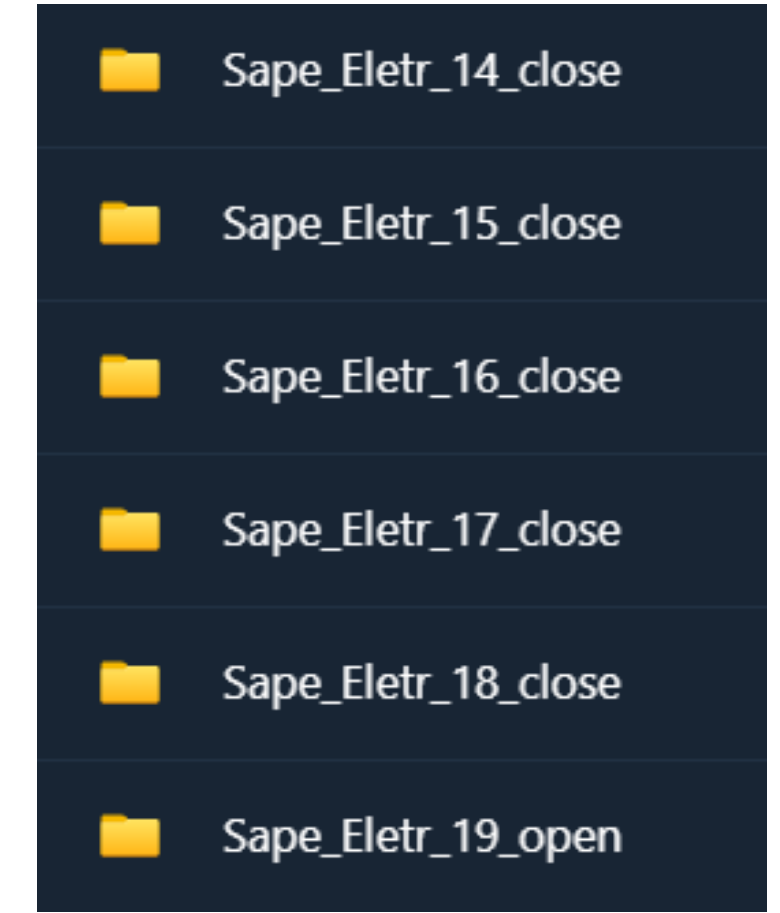 Sape_Eletr_14_close
Sape_Eletr_15_close
Sape_Eletr_16_close
Sape_Eletr_17_close
Sape_Eletr_18_close
Sape_Eletr_19_open